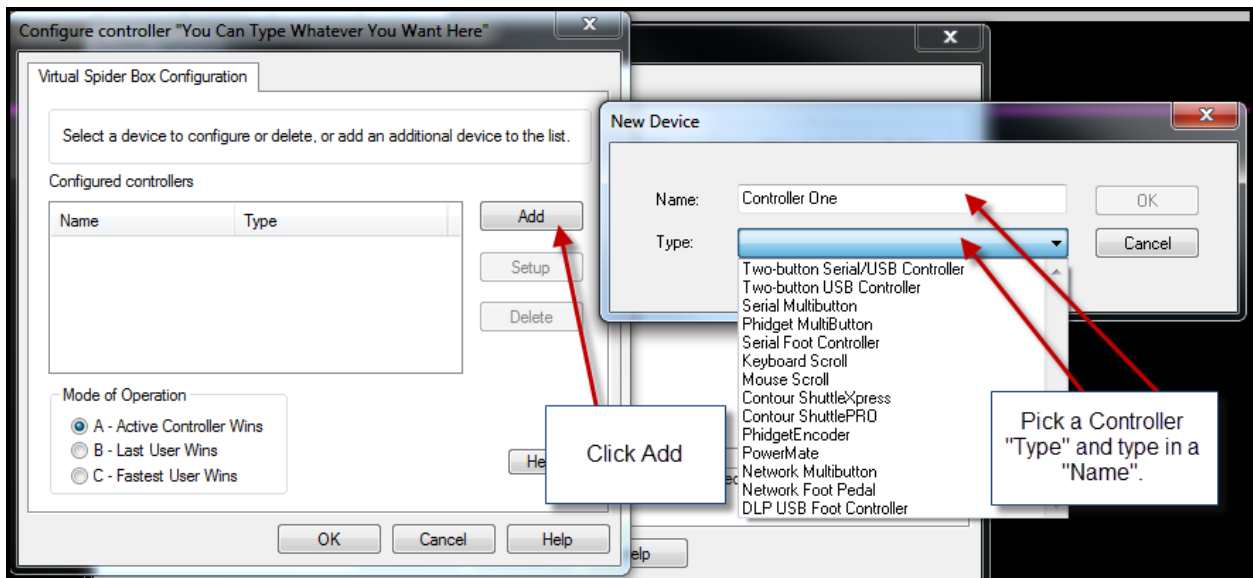 Configure controller "You Can Type Whatever You Want Here"
Virtual Spider Box Configuration
Select a device to configure or delete, or add an additional device to the list.
Configured controllers
Name Type
Add
Setup
Delete
Mode of Operation
A - Active Controller Wins
B - Last User Wins
C - Fastest User Wins
OK Cancel Help
Click Add
New Device
Name: Controller One
OK
Type:
Cancel
Two-button Serial/USB Controller
Two-button USB Controller
Serial Multibutton
Phidget MultiButton
Serial Foot Controller
Keyboard Scroll
Mouse Scroll
Contour ShuttleXpress
Contour ShuttlePRO
PhidgetEncoder
PowerMate
Network Multibutton
Network Foot Pedal
DLP USB Foot Controller
Pick a Controller
"Type" and type in a
"Name".